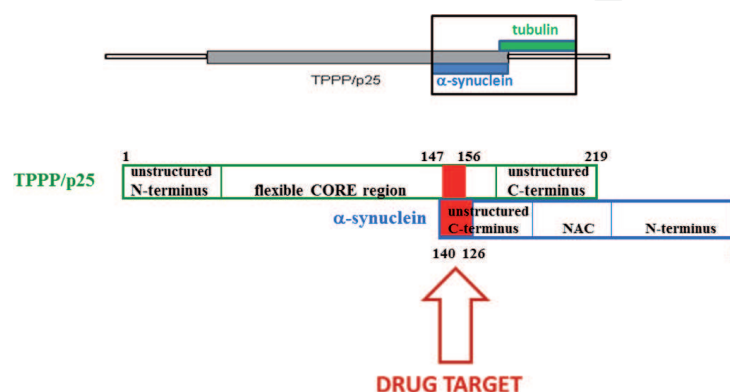 tubulin
TPPP/p25
α-synuclein
1 147 156 219
TPPP/p25
unstructured
N-terminus
flexible CORE region
unstructured
C-terminus
α-synuclein
unstructured
C-terminus
NAC
N-terminus
140 126
DRUG TARGET